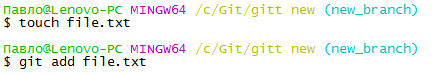 Павло@Lenovo-PC MINGW64 /c/Git/gitt new (new_branch)
$ touch file.txt
Павло@Lenovo-PC MINGW64 /c/Git/gitt new (new_branch)
$ git add file.txt